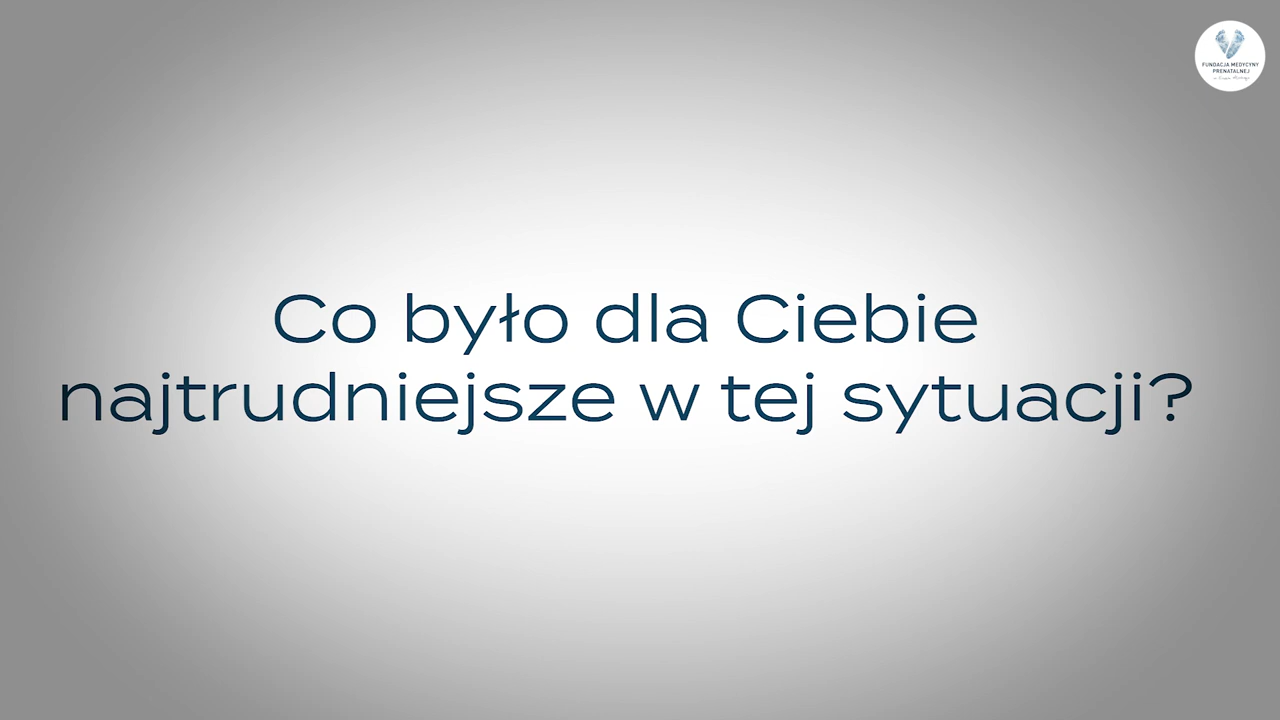 FUNDACJA MEDYCYNY
PRENATALNEJ
Co było dla Ciebie
najtrudniejsze w tej sytuacji?